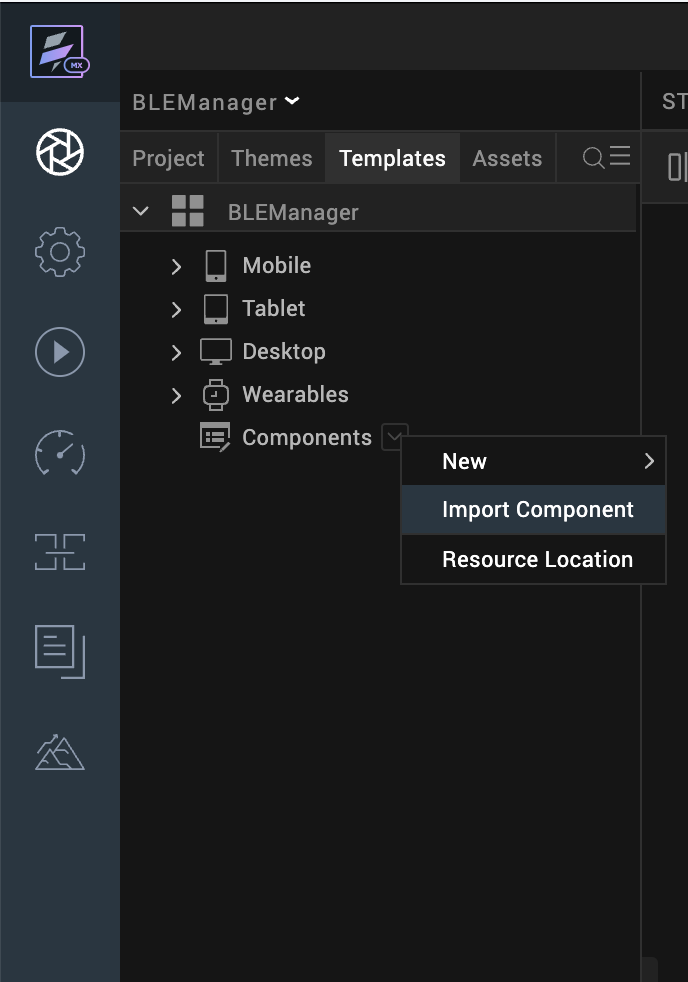 MX
BLEManager
ST
Project Themes Templates Assets
BLEManager
Mobile
Tablet
Desktop
Wearables
Components
New
Import Component
Resource Location